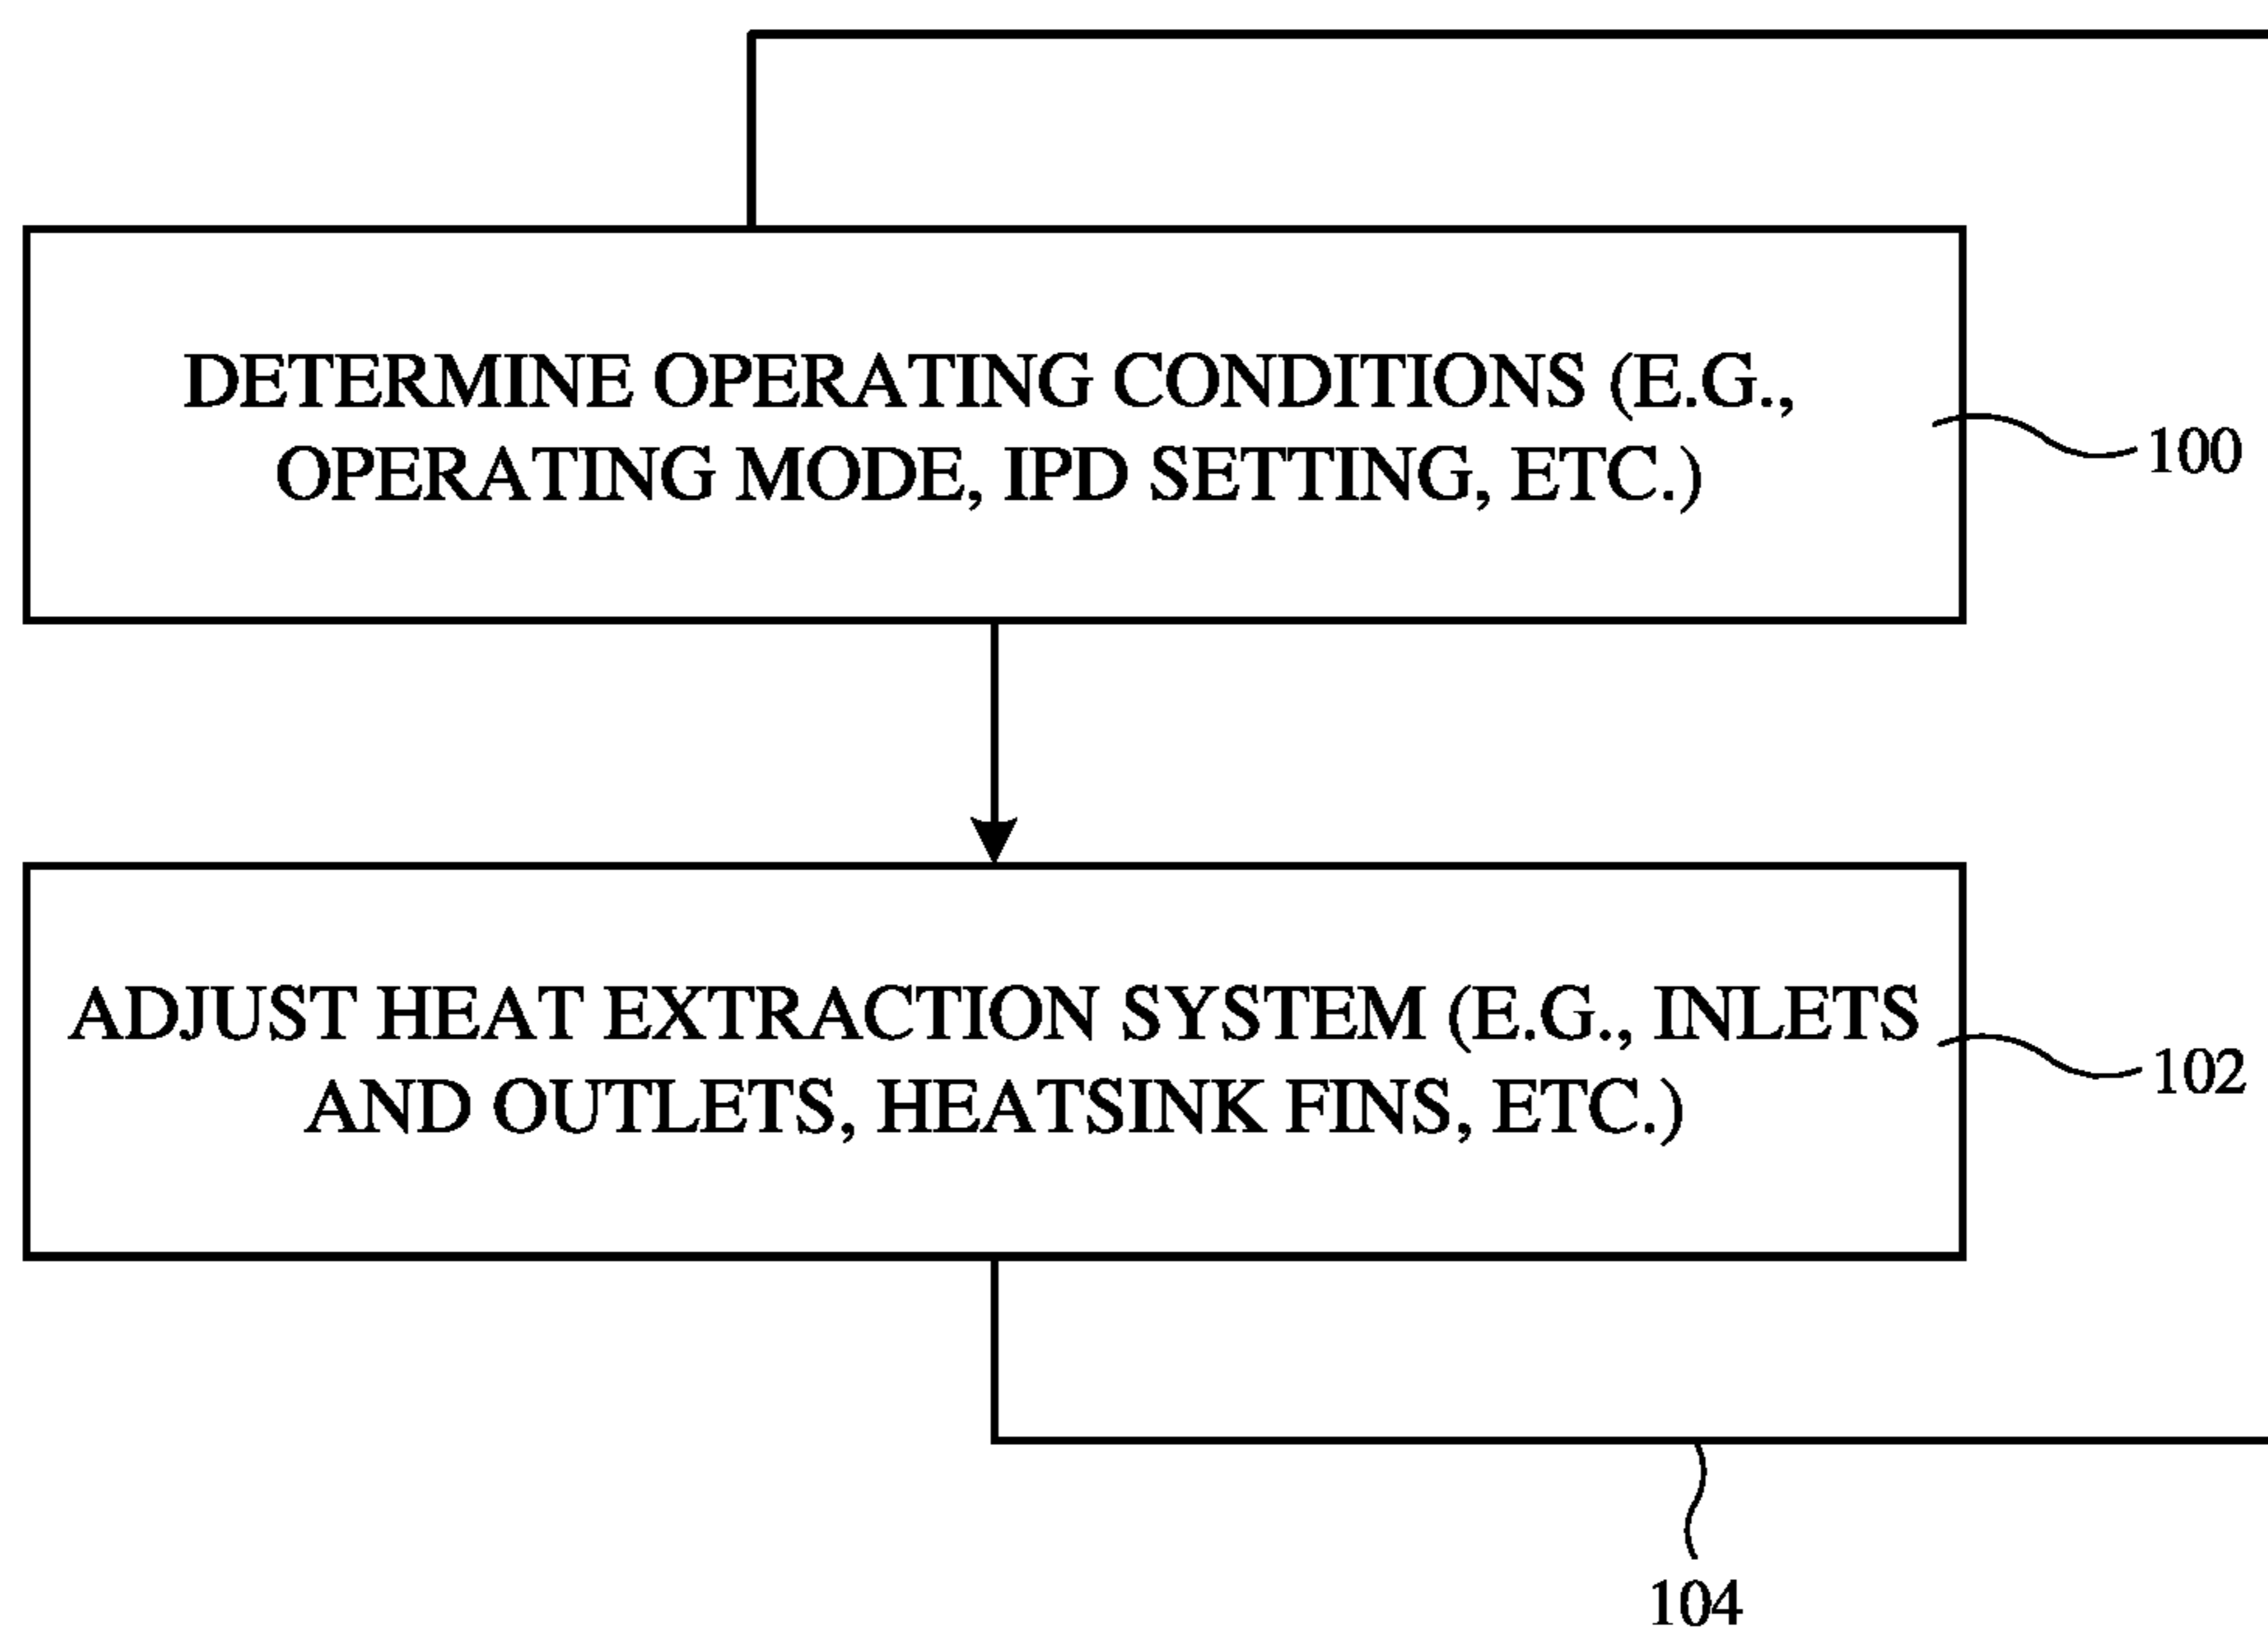 DETERMINE OPERATING CONDITIONS (E.G.,
OPERATING MODE, IPD SETTING, ETC.)
100
ADJUST HEAT EXTRACTION SYSTEM (E.G., INLETS
AND OUTLETS, HEATSINK FINS, ETC.)
102
104